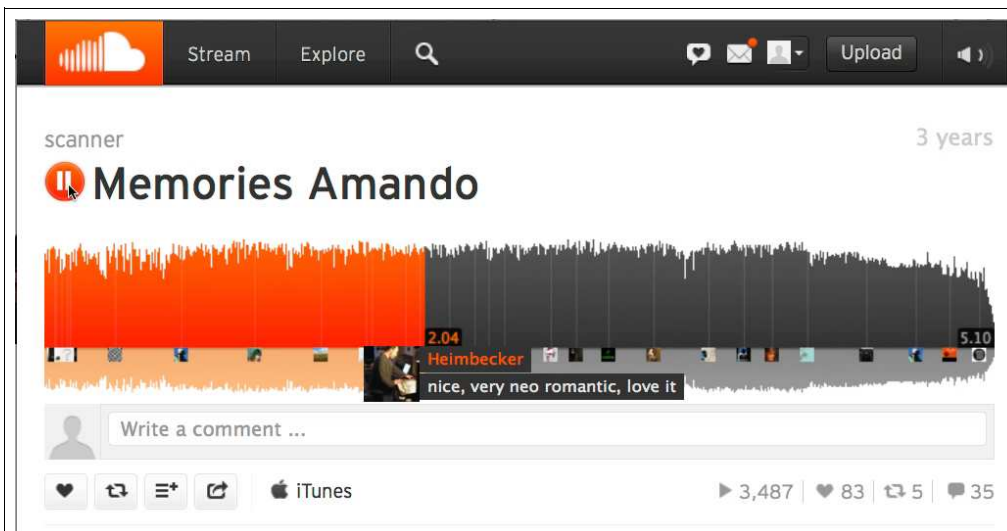 Stream Explore Upload
scanner 3 years
Memories Amando
2.04 5.10
Heimbecker
nice, very neo romantic, love it
Write a comment ...
iTunes 3,487 83 5 35